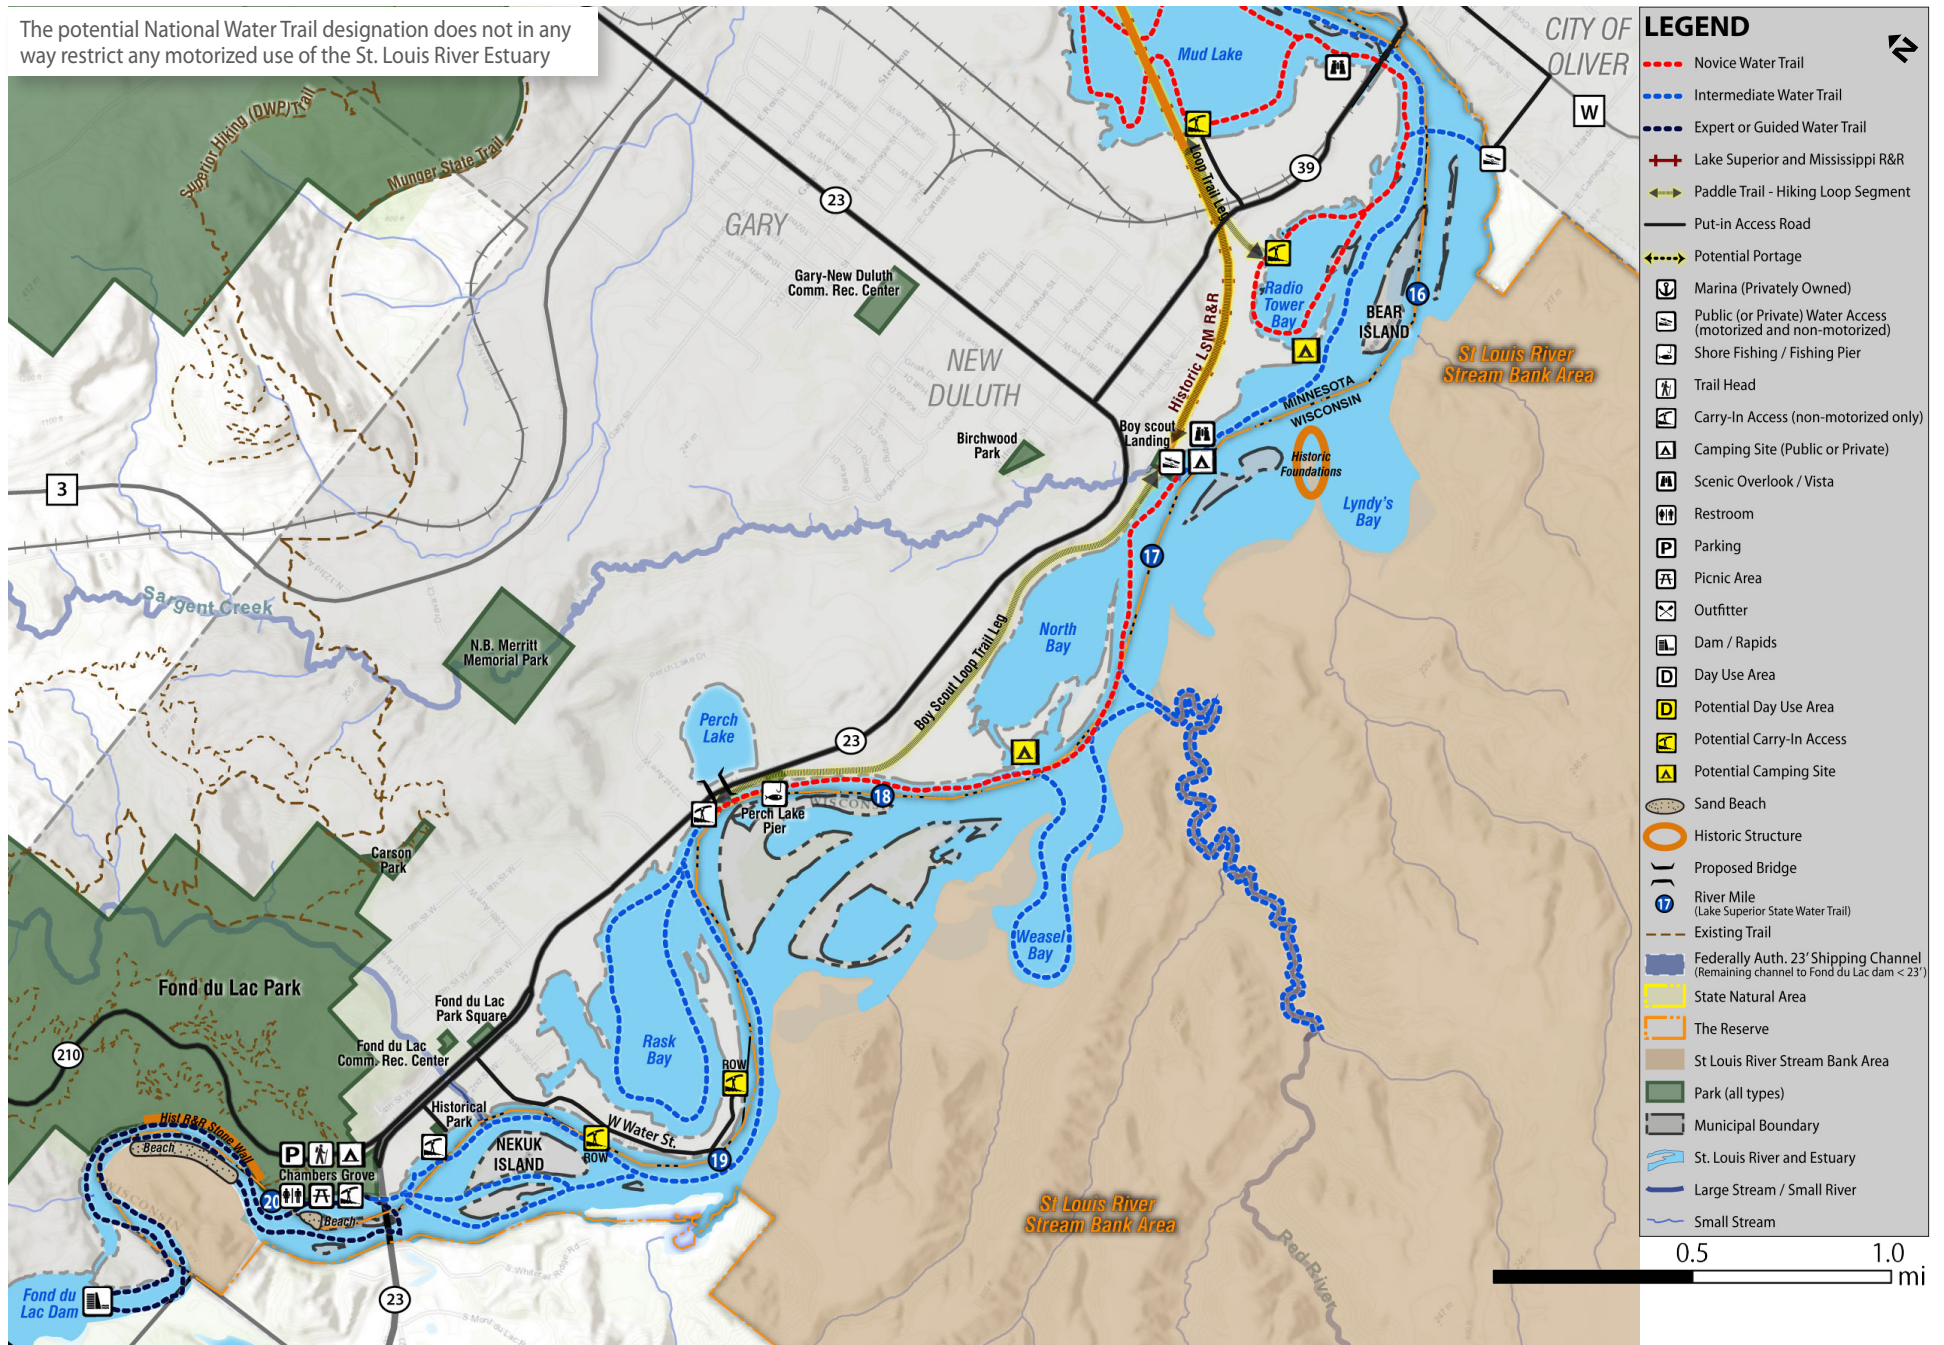 The potential National Water Trail designation does not in any
way restrict any motorized use of the St. Louis River Estuary
Mud Lake
CITY OF
OLIVER
W
Superior Hiking (DWP) Trail
Munger State Trail
23
39
Loop Trail Leg
GARY
Gary-New Duluth
Comm. Rec. Center
Radio
Tower
Bay
16
BEAR
ISLAND
Historic LSM R&R
St Louis River
Stream Bank Area
NEW
DULUTH
MINNESOTA
WISCONSIN
Boy scout
Landing
Birchwood
Park
Historic
Foundations
3
Lyndy's
Bay
17
Sargent Creek
N.B. Merritt
Memorial Park
North
Bay
Boy Scout Loop Trail Leg
Perch
Lake
23
18
WISCONSIN
Perch Lake
Pier
Carson
Park
Weasel
Bay
Fond du Lac Park
Fond du Lac
Park Square
Fond du Lac
Comm. Rec. Center
210
Rask
Bay
ROW
Historical
Park
W Water St.
Hist R&R Stone Wall
Beach
P
Chambers Grove
NEKUK
ISLAND
ROW
19
20
Beach
WISCONSIN
St Louis River
Stream Bank Area
Red River
Fond du
Lac Dam
23
LEGEND
N
Novice Water Trail
Intermediate Water Trail
Expert or Guided Water Trail
Lake Superior and Mississippi R&R
Paddle Trail - Hiking Loop Segment
Put-in Access Road
Potential Portage
Marina (Privately Owned)
Public (or Private) Water Access
(motorized and non-motorized)
Shore Fishing / Fishing Pier
Trail Head
Carry-In Access (non-motorized only)
Camping Site (Public or Private)
Scenic Overlook / Vista
Restroom
P Parking
Picnic Area
Outfitter
Dam / Rapids
D Day Use Area
D Potential Day Use Area
Potential Carry-In Access
Potential Camping Site
Sand Beach
Historic Structure
Proposed Bridge
17 River Mile
(Lake Superior State Water Trail)
Existing Trail
Federally Auth. 23' Shipping Channel
(Remaining channel to Fond du Lac dam < 23')
State Natural Area
The Reserve
St Louis River Stream Bank Area
Park (all types)
Municipal Boundary
St. Louis River and Estuary
Large Stream / Small River
Small Stream
0.5 1.0
mi